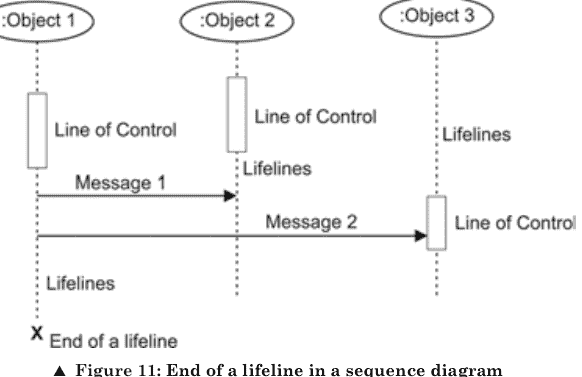 :Object 1
:Object 2
:Object 3
Line of Control
Line of Control
Lifelines
Lifelines
Message 1
Message 2
Line of Control
Lifelines
X
End of a lifeline
▲ Figure 11: End of a lifeline in a sequence diagram